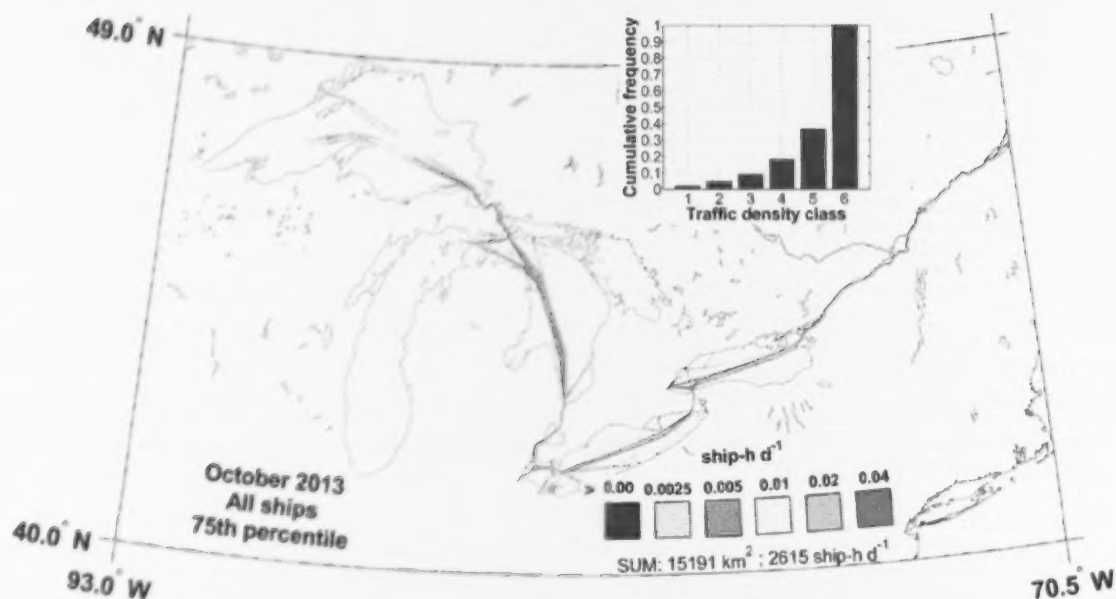 49.0° N
Cumulative frequency
1
0.9
0.8
0.7
0.6
0.5
0.4
0.3
0.2
0.1
0
1 2 3 4 5 6
Traffic density class
October 2013
All ships
75th percentile
ship-h d⁻¹
> 0.00 0.0025 0.005 0.01 0.02 0.04
SUM: 15191 km² ; 2615 ship-h d⁻¹
40.0° N
93.0° W
70.5° W